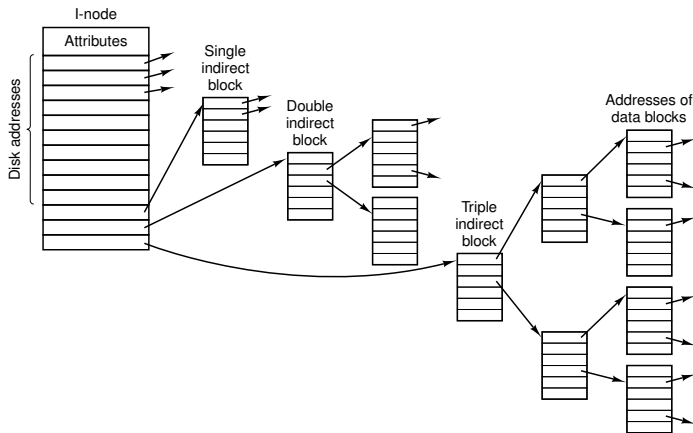 I-node
Attributes
Disk addresses
Single
indirect
block
Double
indirect
block
Triple
indirect
block
Addresses of
data blocks